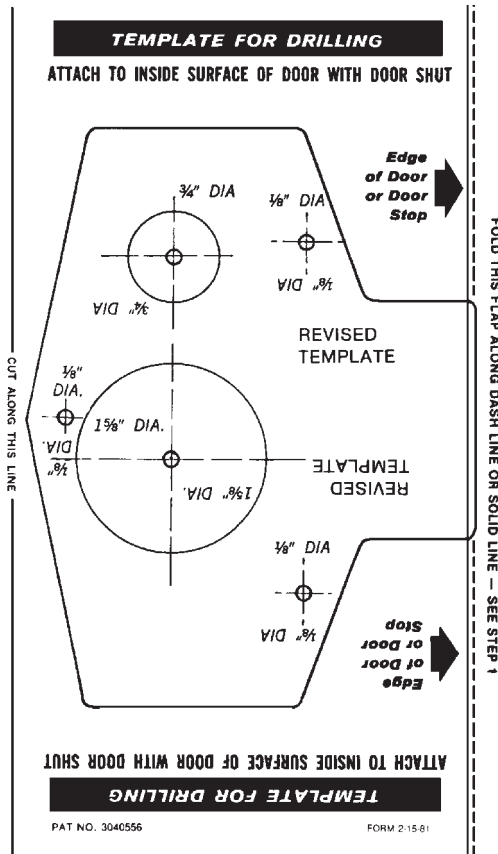 TEMPLATE FOR DRILLING
ATTACH TO INSIDE SURFACE OF DOOR WITH DOOR SHUT
Edge
of Door
or Door
Stop
¾" DIA
⅛" DIA
¾" DIA
⅛" DIA
REVISED
TEMPLATE
⅛"
DIA.
1⅝" DIA.
⅛"
DIA.
1⅝" DIA.
REVISED
TEMPLATE
⅛" DIA
⅛" DIA
Edge
of Door
or Door
Stop
CUT ALONG THIS LINE
FOLD THIS FLAP ALONG DASH LINE OR SOLID LINE — SEE STEP 1
ATTACH TO INSIDE SURFACE OF DOOR WITH DOOR SHUT
TEMPLATE FOR DRILLING
PAT NO. 3040556
FORM 2-15-81